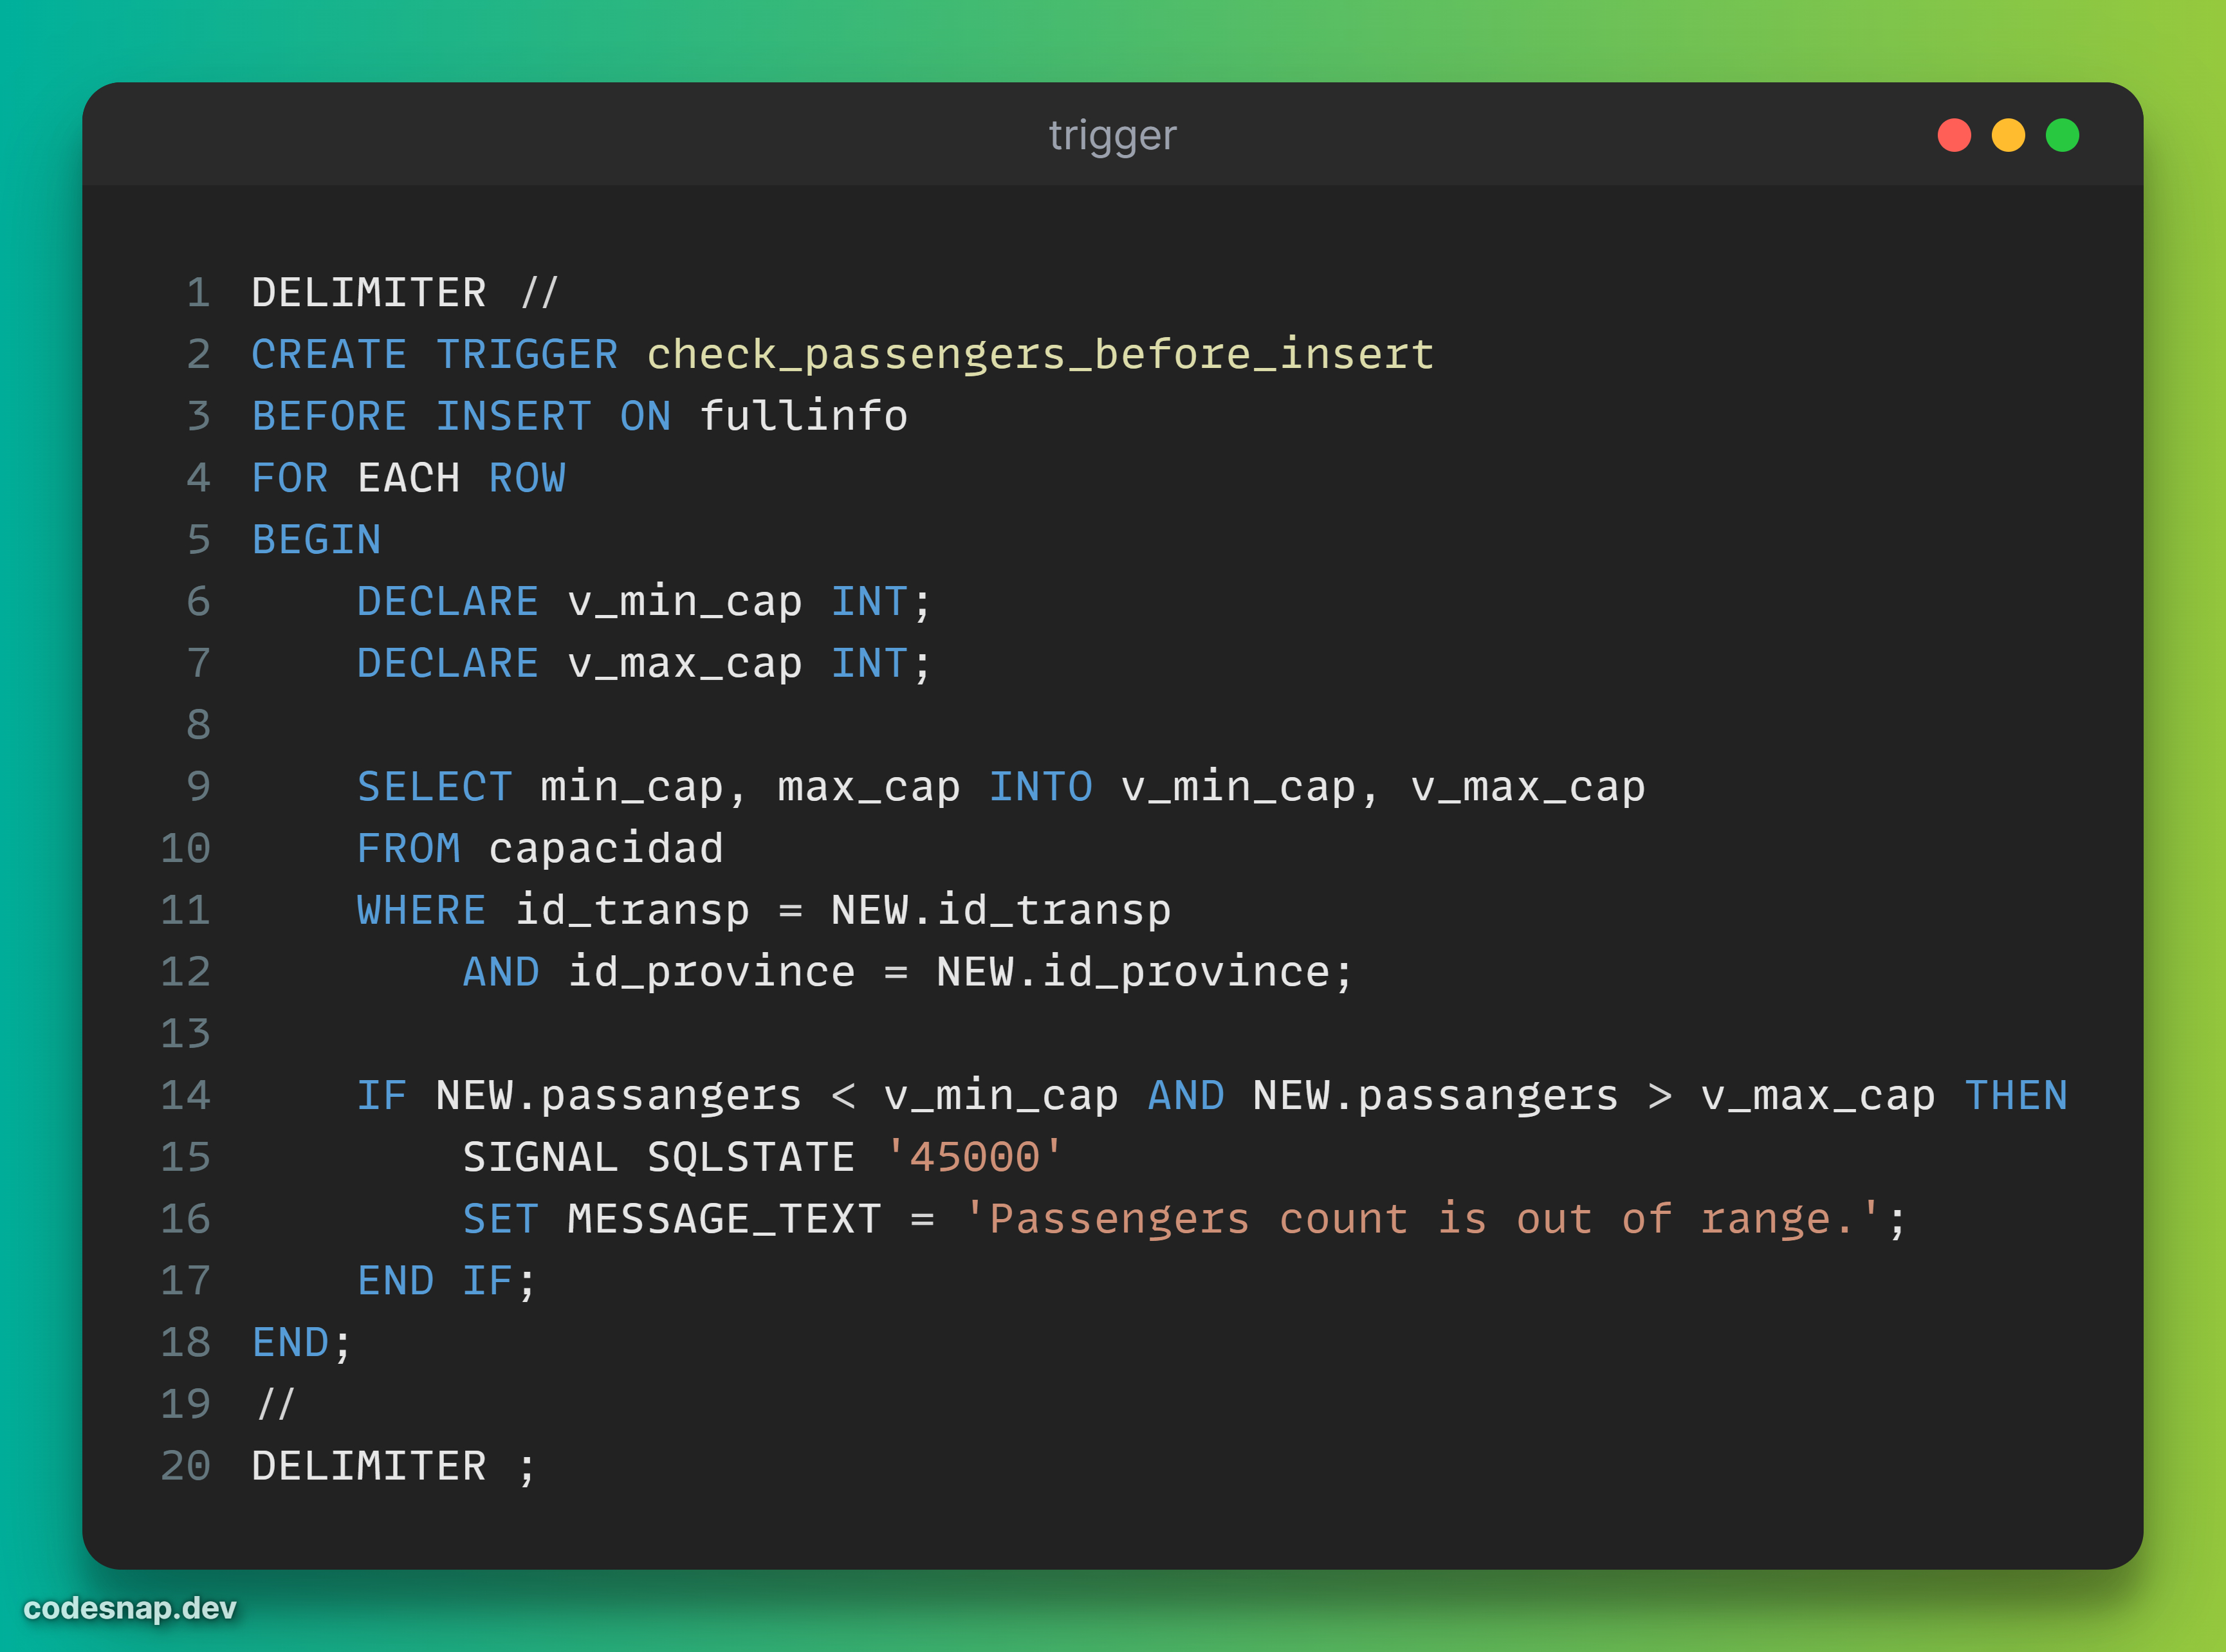 trigger
1 DELIMITER //
2 CREATE TRIGGER check_passengers_before_insert
3 BEFORE INSERT ON fullinfo
4 FOR EACH ROW
5 BEGIN
6     DECLARE v_min_cap INT;
7     DECLARE v_max_cap INT;
8
9     SELECT min_cap, max_cap INTO v_min_cap, v_max_cap
10     FROM capacidad
11     WHERE id_transp = NEW.id_transp
12         AND id_province = NEW.id_province;
13
14     IF NEW.passangers < v_min_cap AND NEW.passangers > v_max_cap THEN
15         SIGNAL SQLSTATE '45000'
16         SET MESSAGE_TEXT = 'Passengers count is out of range.';
17     END IF;
18 END;
19 //
20 DELIMITER ;
codesnap.dev